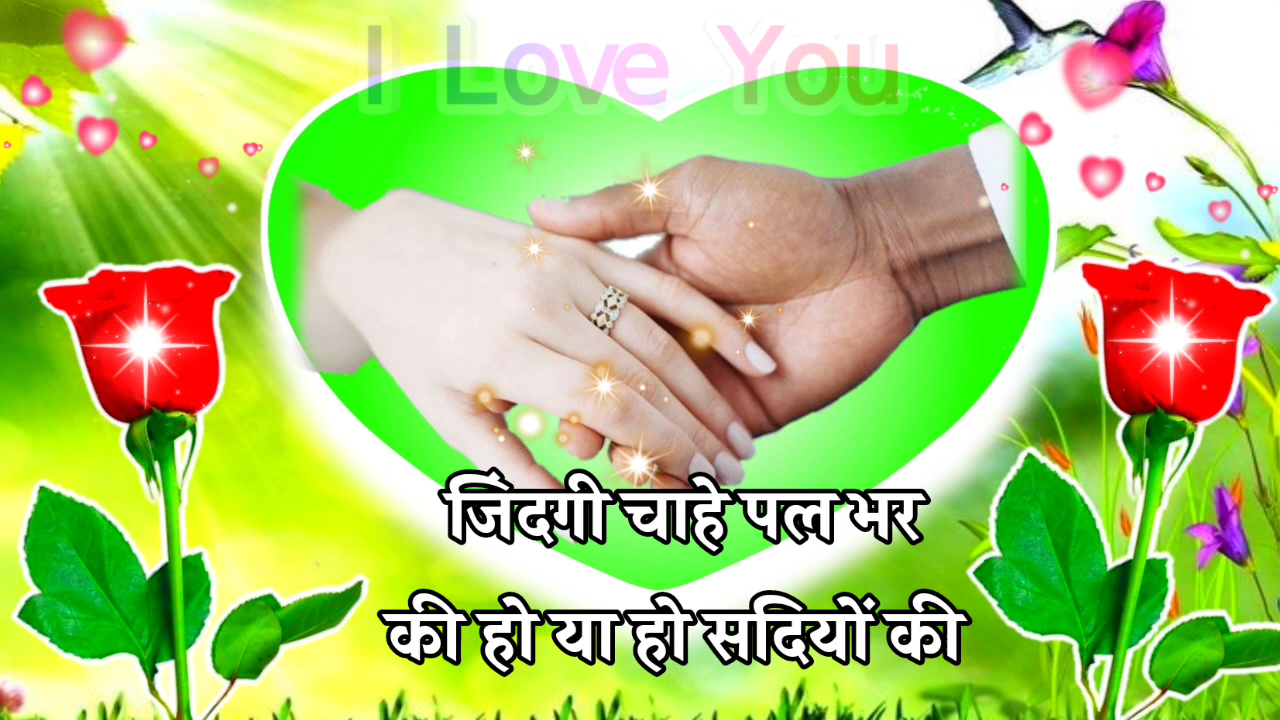 I Love You
जिंदगी चाहे पल भर
की हो या हो सदियों की